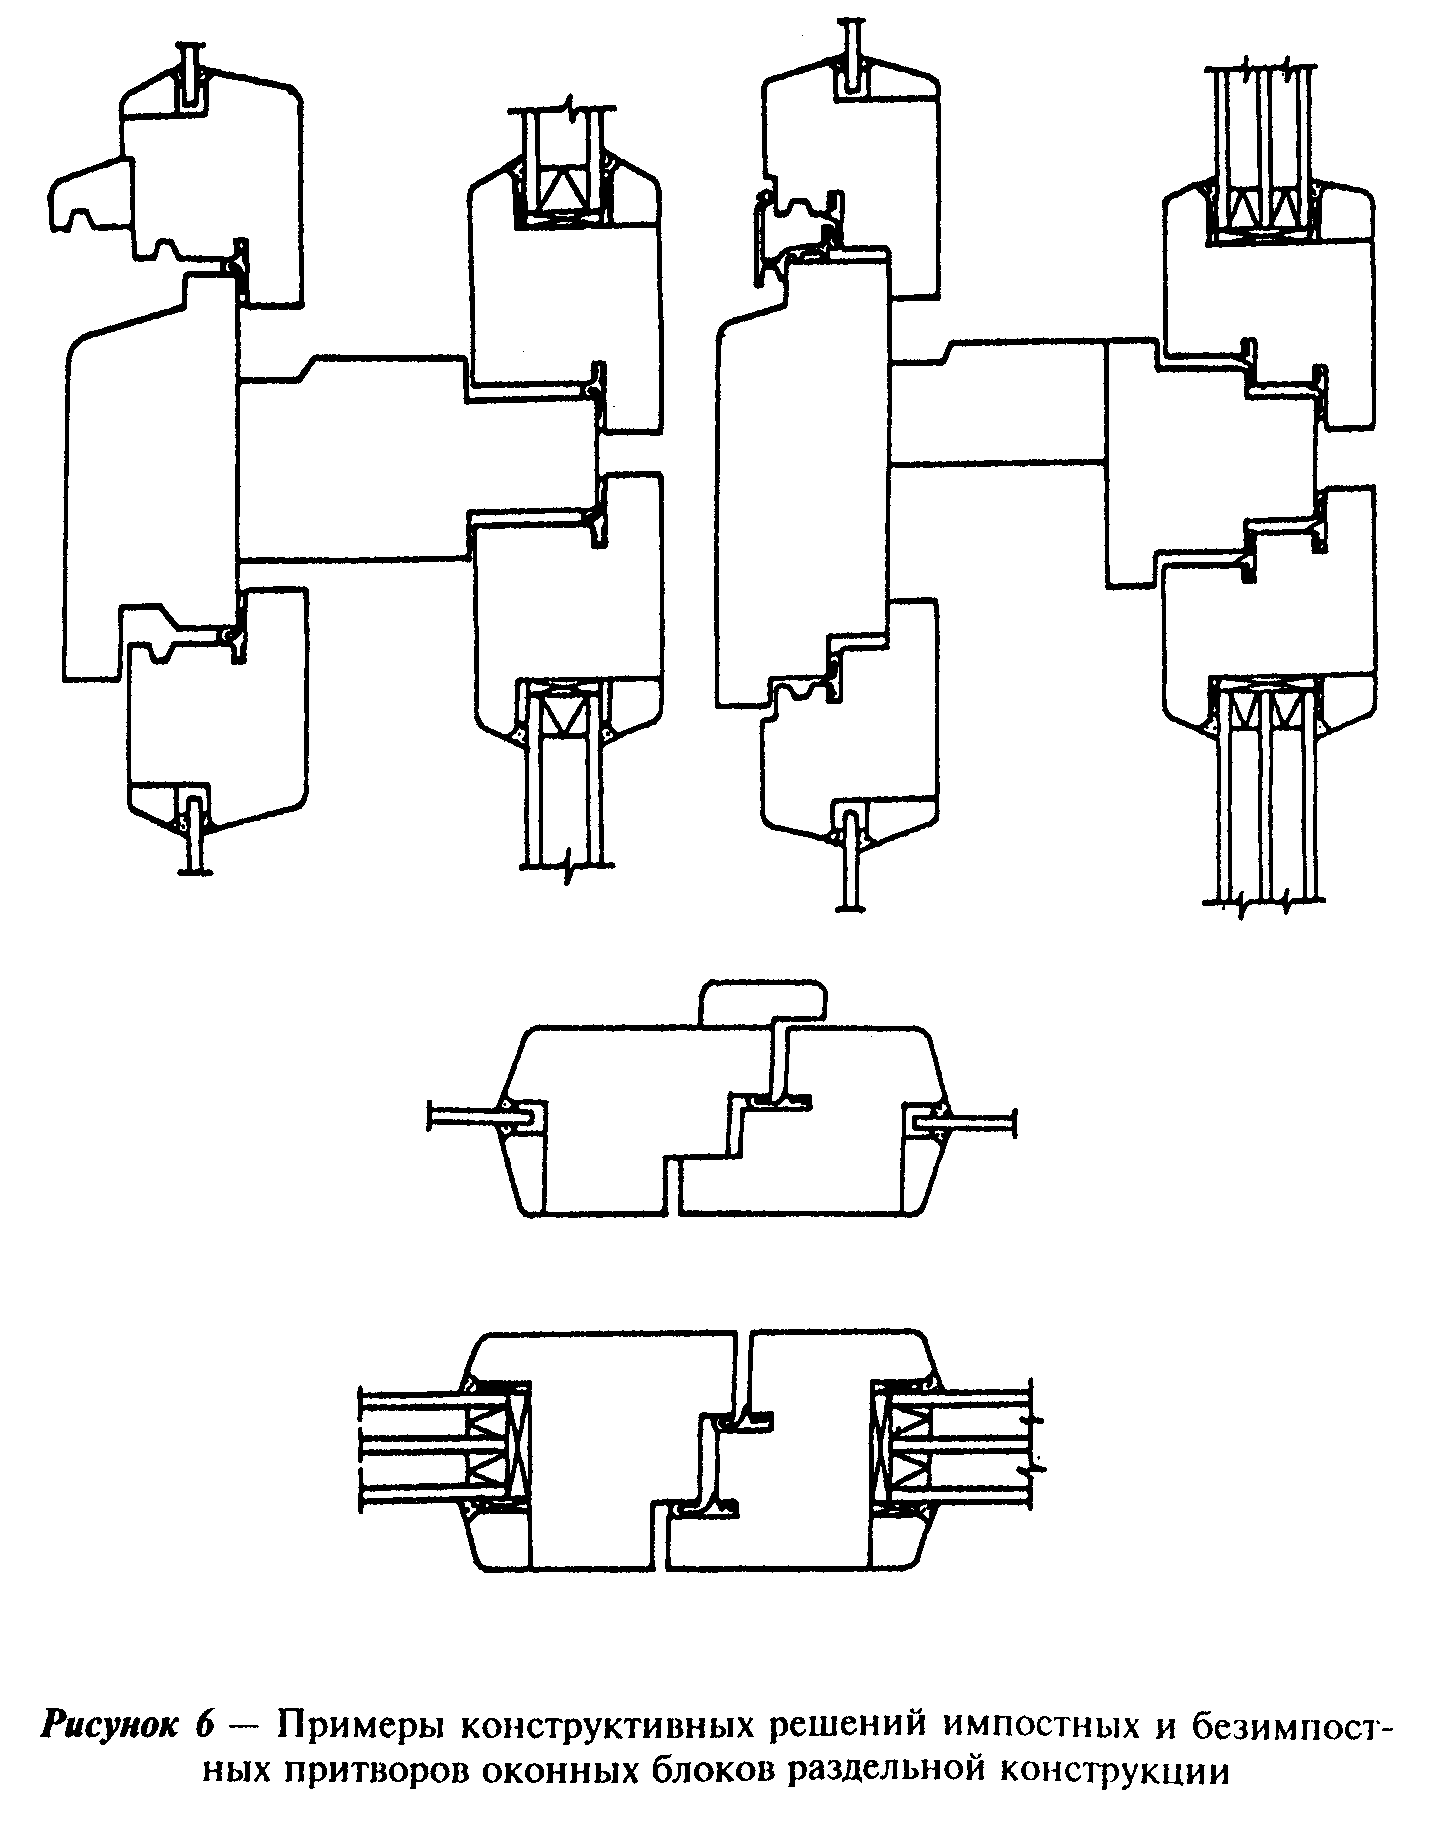 Рисунок 6 — Примеры конструктивных решений импостных и безимпост-
ных притворов оконных блоков раздельной конструкции